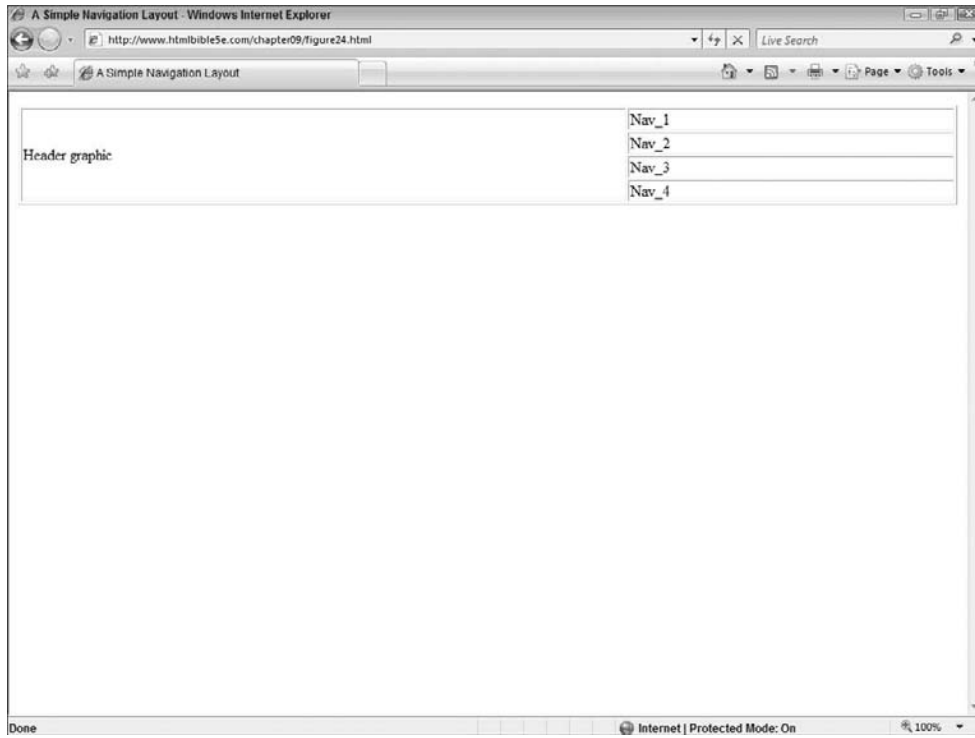 A Simple Navigation Layout - Windows Internet Explorer
http://www.htmlbible5e.com/chapter09/figure24.html
Live Search
A Simple Navigation Layout
Page
Tools
Header graphic
Nav_1
Nav_2
Nav_3
Nav_4
Done
Internet | Protected Mode: On
100%